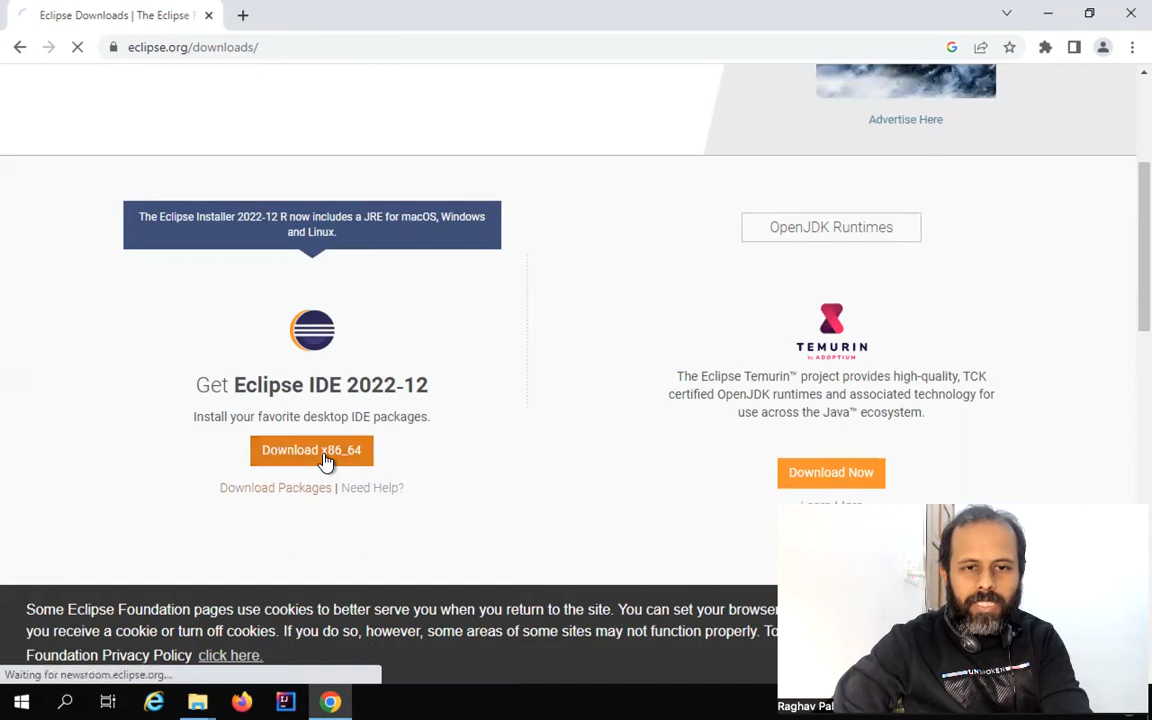 Eclipse Downloads | The Eclipse F
eclipse.org/downloads/
Advertise Here
The Eclipse Installer 2022-12 R now includes a JRE for macOS, Windows
and Linux.
OpenJDK Runtimes
TEMURIN
by ADOPTIUM
Get Eclipse IDE 2022-12
The Eclipse Temurin™ project provides high-quality, TCK
certified OpenJDK runtimes and associated technology for
use across the Java™ ecosystem.
Install your favorite desktop IDE packages.
Download x86_64
Download Now
Download Packages | Need Help?
Some Eclipse Foundation pages use cookies to better serve you when you return to the site. You can set your browser
you receive a cookie or turn off cookies. If you do so, however, some areas of some sites may not function properly. To
Foundation Privacy Policy click here.
Waiting for newsroom.eclipse.org...
UNSPOKEN
Raghav Pal